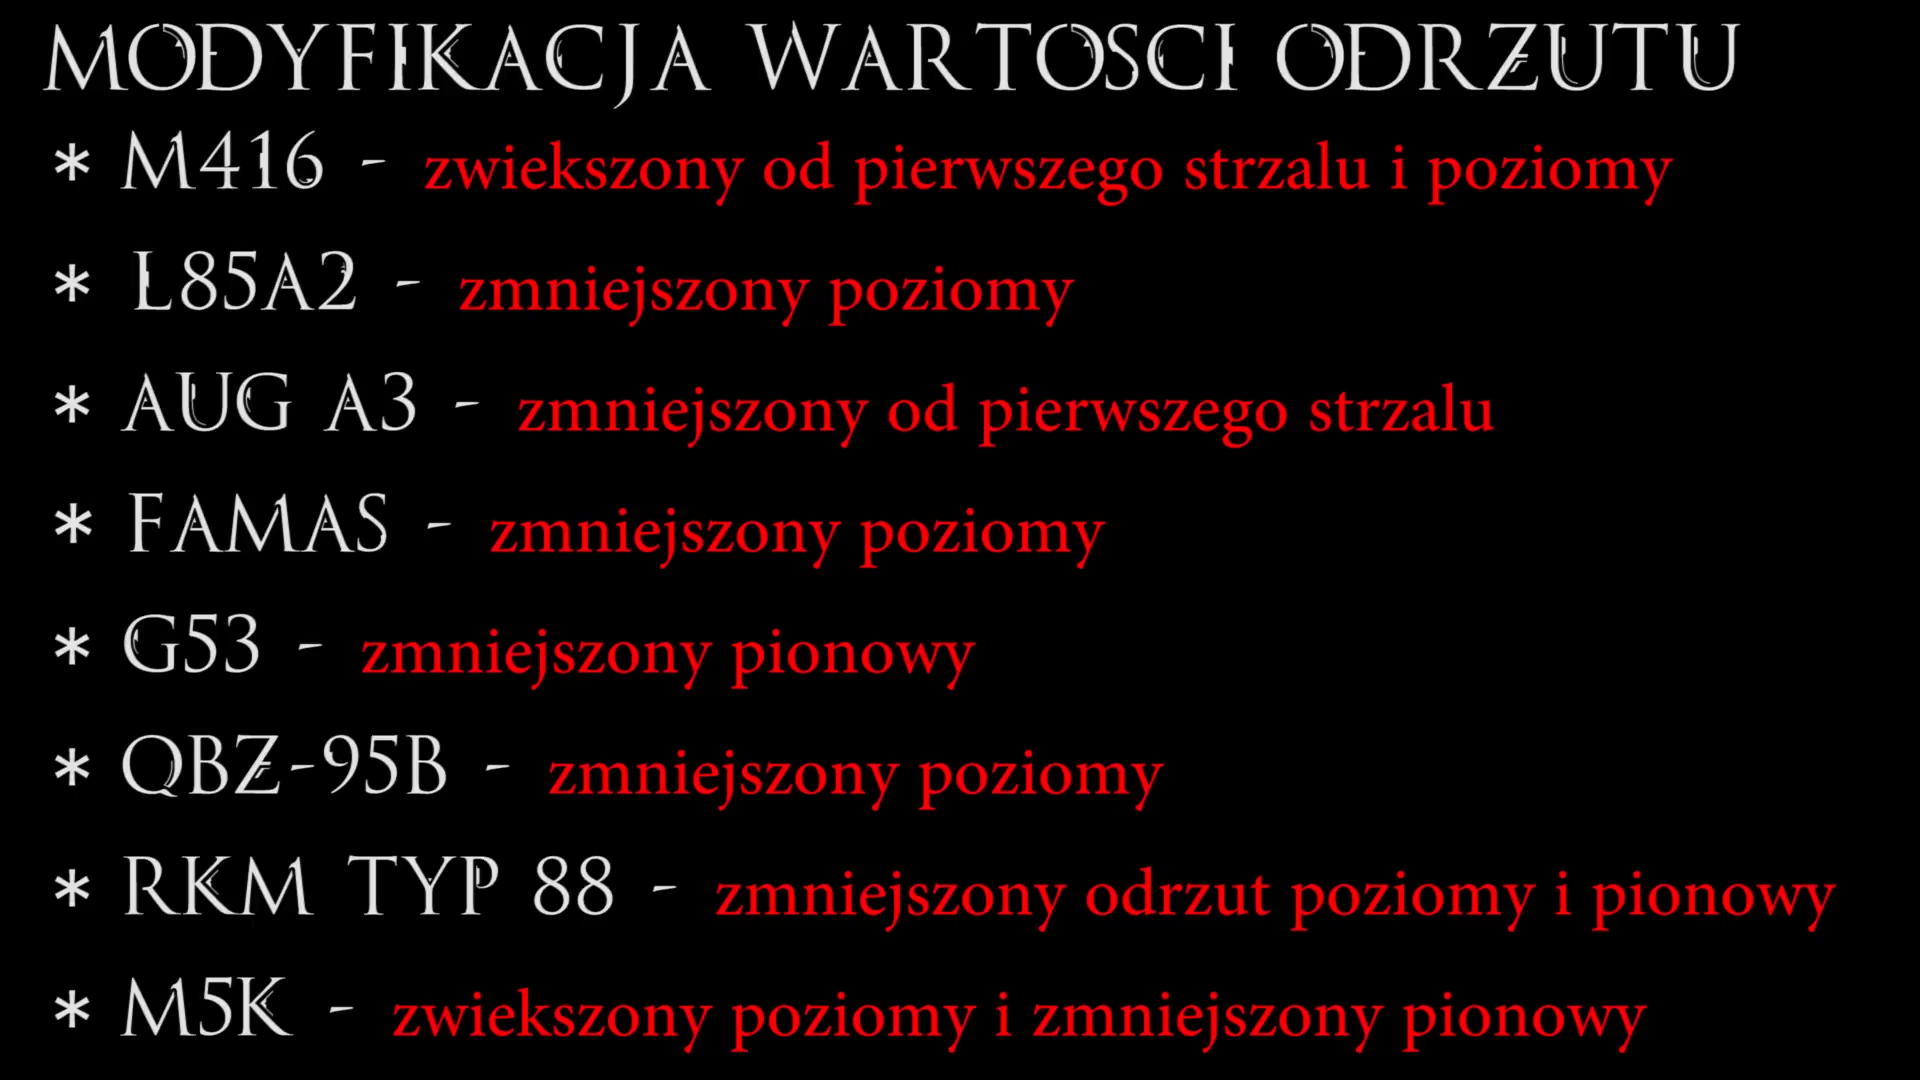 MODYFIKACJA WARTOSCI ODRZUTU
* M416 - zwiekszony od pierwszego strzalu i poziomy
* L85A2 - zmniejszony poziomy
* AUG A3 - zmniejszony od pierwszego strzalu
* FAMAS - zmniejszony poziomy
* G53 - zmniejszony pionowy
* QBZ-95B - zmniejszony poziomy
* RKM TYP 88 - zmniejszony odrzut poziomy i pionowy
* M5K - zwiekszony poziomy i zmniejszony pionowy